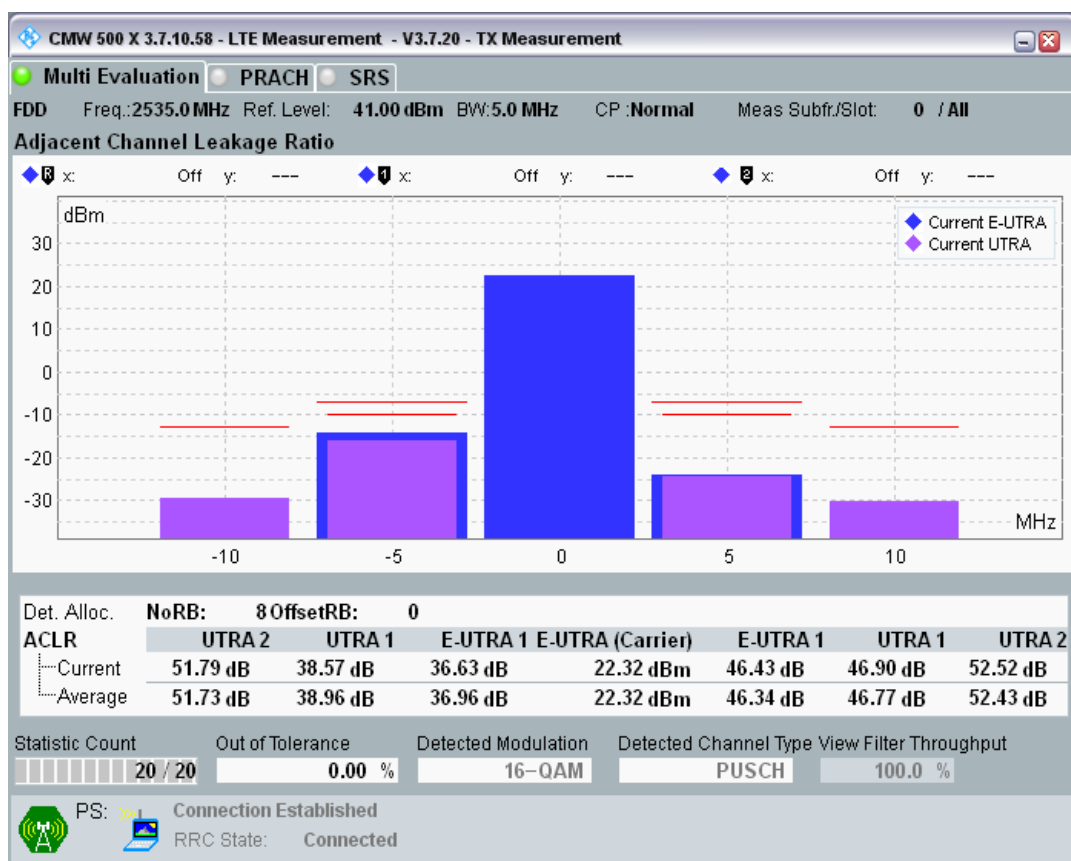 CMW 500 X 3.7.10.58 - LTE Measurement - V3.7.20 - TX Measurement
Multi Evaluation PRACH SRS
FDD Freq.:2535.0 MHz Ref. Level: 41.00 dBm BW:5.0 MHz CP :Normal Meas Subfr./Slot: 0 / All
Adjacent Channel Leakage Ratio
R x: Off y: --- 1 x: Off y: --- 2 x: Off y: ---
dBm
Current E-UTRA
Current UTRA
30
20
10
0
-10
-20
-30
MHz
-10 -5 0 5 10
Det. Alloc. NoRB: 8 OffsetRB: 0
ACLR UTRA 2 UTRA 1 E-UTRA 1 E-UTRA (Carrier) E-UTRA 1 UTRA 1 UTRA 2
Current 51.79 dB 38.57 dB 36.63 dB 22.32 dBm 46.43 dB 46.90 dB 52.52 dB
Average 51.73 dB 38.96 dB 36.96 dB 22.32 dBm 46.34 dB 46.77 dB 52.43 dB
Statistic Count Out of Tolerance Detected Modulation Detected Channel Type View Filter Throughput
20 / 20 0.00 % 16-QAM PUSCH 100.0 %
PS: Connection Established
RRC State: Connected